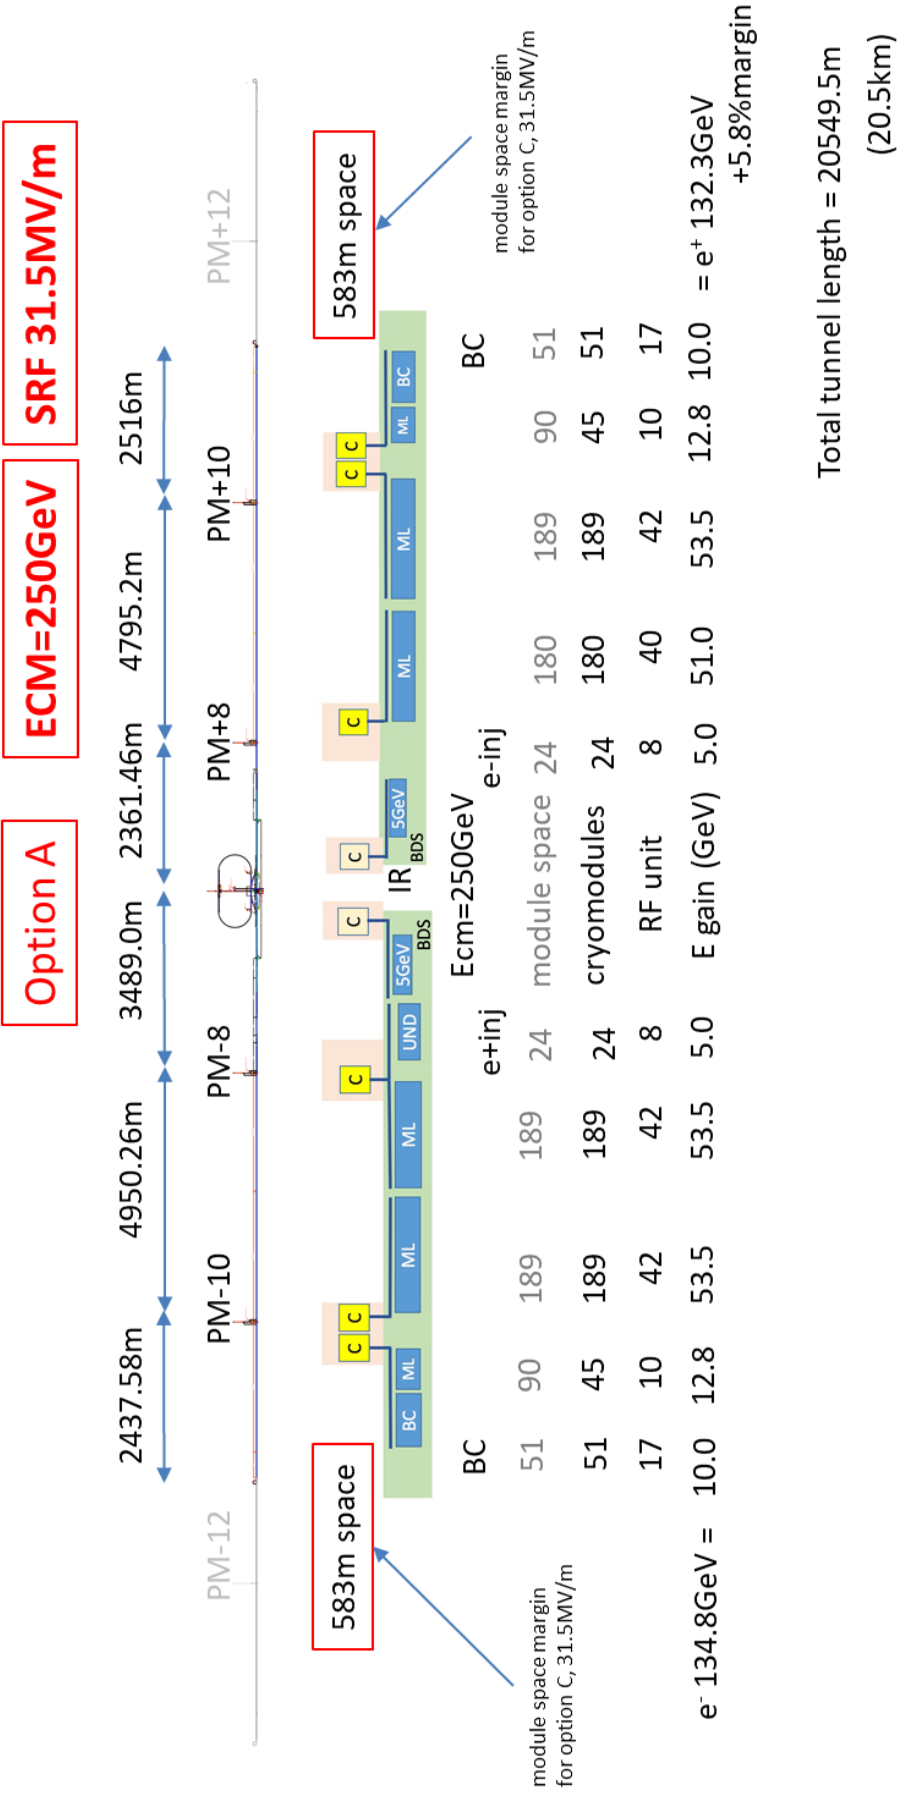 Option A
ECM=250GeV
SRF 31.5MV/m
2437.58m
4950.26m
3489.0m
2361.46m
4795.2m
2516m
PM-12
PM-10
PM-8
PM+8
PM+10
PM+12
583m space
583m space
C C C C C C C C
BC ML ML ML UND 5GeV 5GeV ML ML ML BC
BDS IR BDS
module space margin
for option C, 31.5MV/m
module space margin
for option C, 31.5MV/m
Ecm=250GeV
BC e+inj e-inj BC
51 90 189 189 24 module space 24 180 189 90 51
51 45 189 189 24 cryomodules 24 180 189 45 51
17 10 42 42 8 RF unit 8 40 42 10 17
e- 134.8GeV = 10.0 12.8 53.5 53.5 5.0 E gain (GeV) 5.0 51.0 53.5 12.8 10.0 = e+ 132.3GeV
+5.8%margin
Total tunnel length = 20549.5m
(20.5km)